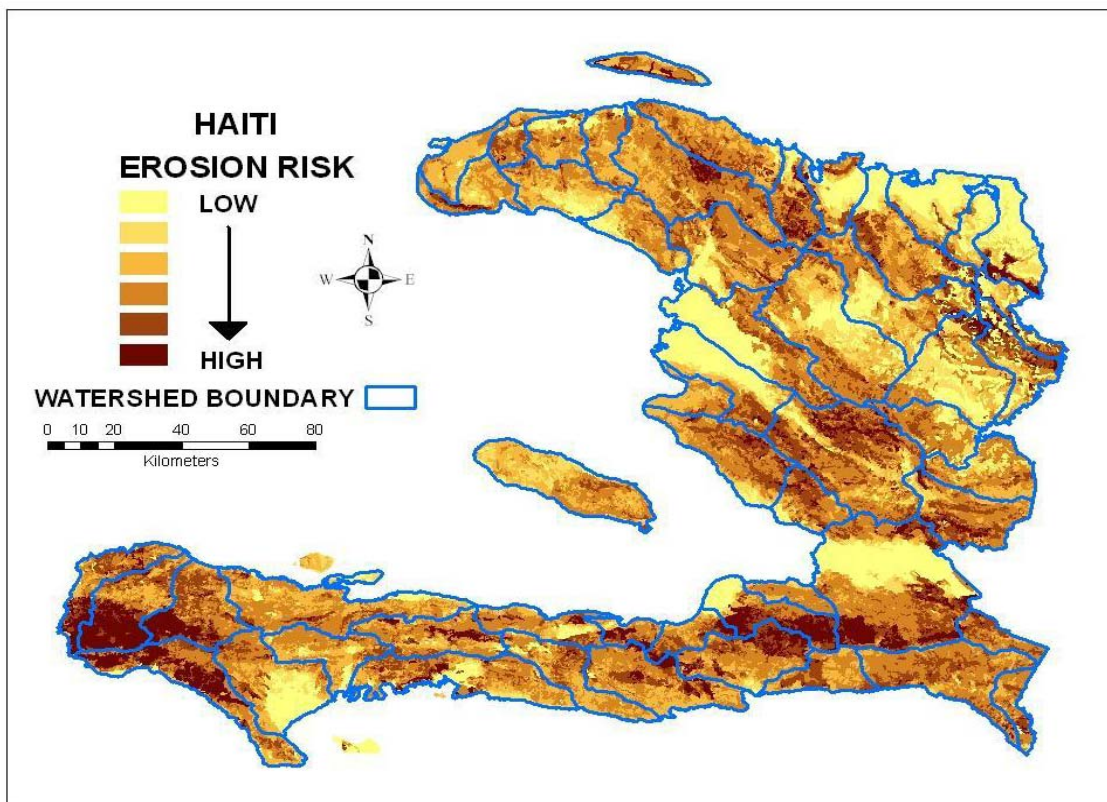 HAITI
EROSION RISK
LOW
HIGH
WATERSHED BOUNDARY
0 10 20 40 60 80
Kilometers
N
W E
S